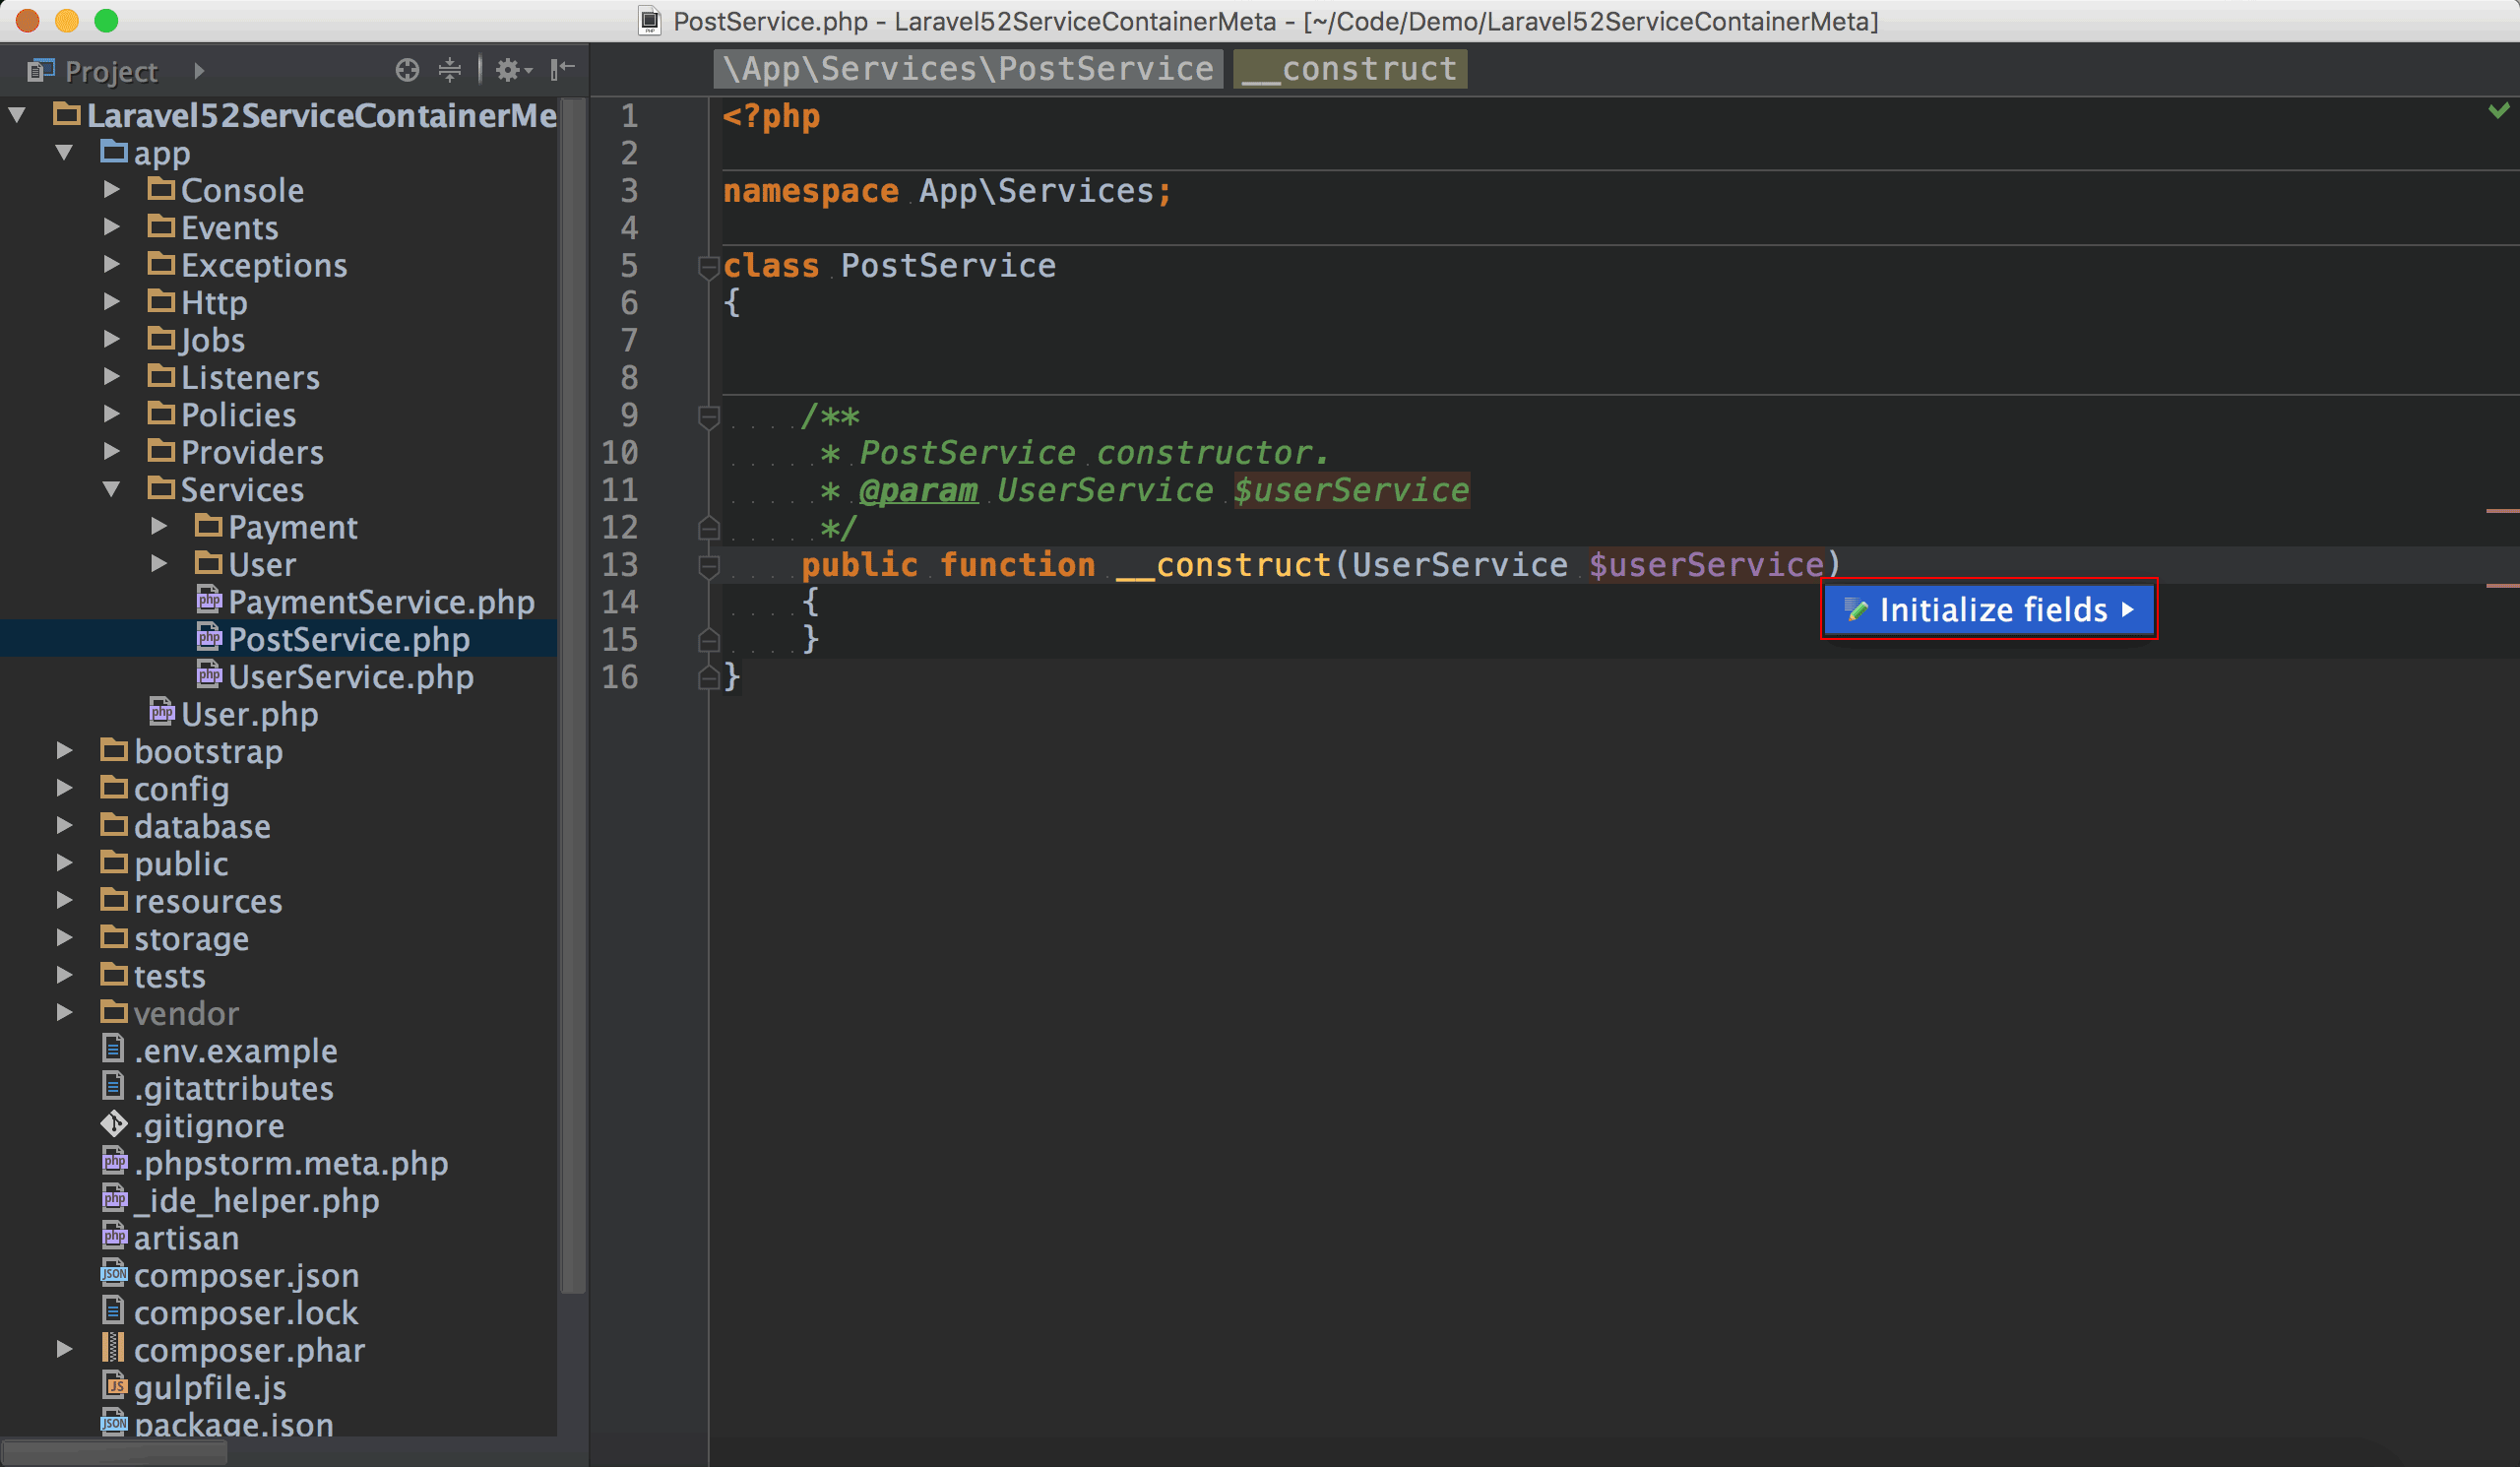 PostService.php - Laravel52ServiceContainerMeta - [~/Code/Demo/Laravel52ServiceContainerMeta]
Project
\App\Services\PostService __construct
Laravel52ServiceContainerMe
app
Console
Events
Exceptions
Http
Jobs
Listeners
Policies
Providers
Services
Payment
User
PaymentService.php
PostService.php
UserService.php
User.php
bootstrap
config
database
public
resources
storage
tests
vendor
.env.example
.gitattributes
.gitignore
.phpstorm.meta.php
_ide_helper.php
artisan
composer.json
composer.lock
composer.phar
gulpfile.js
package.json
1 <?php
2
3 namespace App\Services;
4
5 class PostService
6 {
7
8
9 /**
10 * PostService constructor.
11 * @param UserService $userService
12 */
13 public function __construct(UserService $userService)
14 {
15 }
16 }
Initialize fields